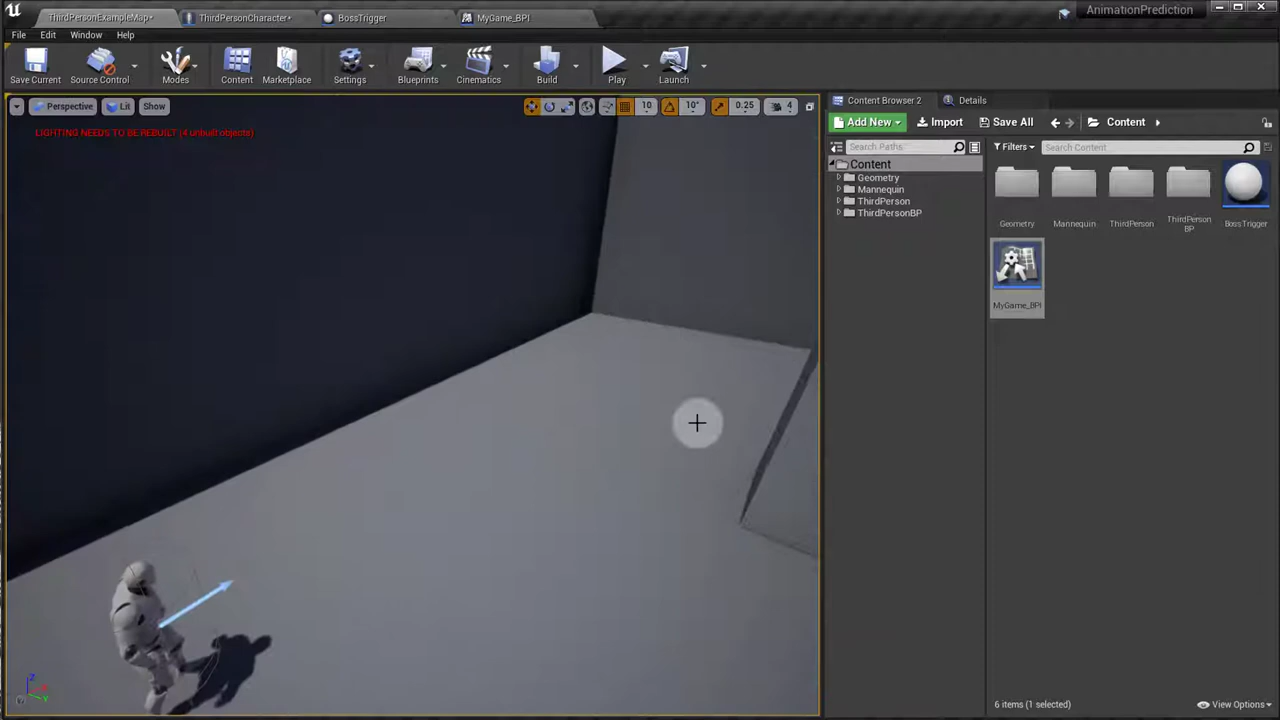 ThirdPersonExampleMap*
ThirdPersonCharacter*
BossTrigger
MyGame_BPI
AnimationPrediction
File Edit Window Help
Save Current
Source Control
Modes
Content
Marketplace
Settings
Blueprints
Cinematics
Build
Play
Launch
Perspective
Lit
Show
10
10°
0.25
4
LIGHTING NEEDS TO BE REBUILT (4 unbuilt objects)
Content Browser 2
Details
Add New
Import
Save All
Content
Search Paths
Filters
Search Content
Content
Geometry
Mannequin
ThirdPerson
ThirdPersonBP
Geometry
Mannequin
ThirdPerson
ThirdPerson
BP
BossTrigger
MyGame_BPI
6 items (1 selected)
View Options
Z
X
Y